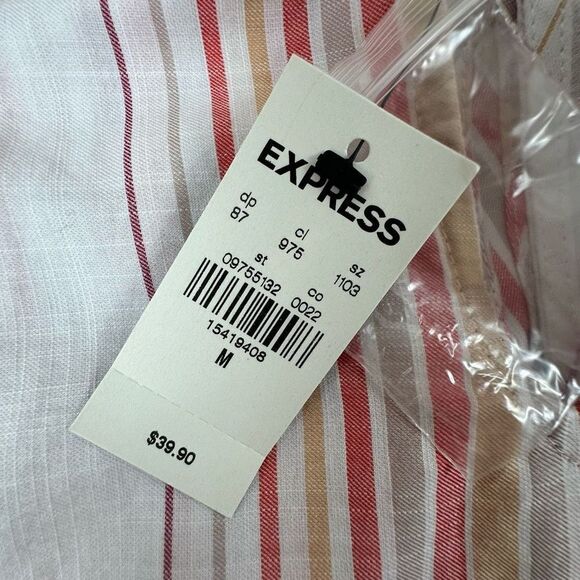 EXPRESS
dp cl sz
87 975 1103
st co
09755132 0022
15419408
M
$39.90